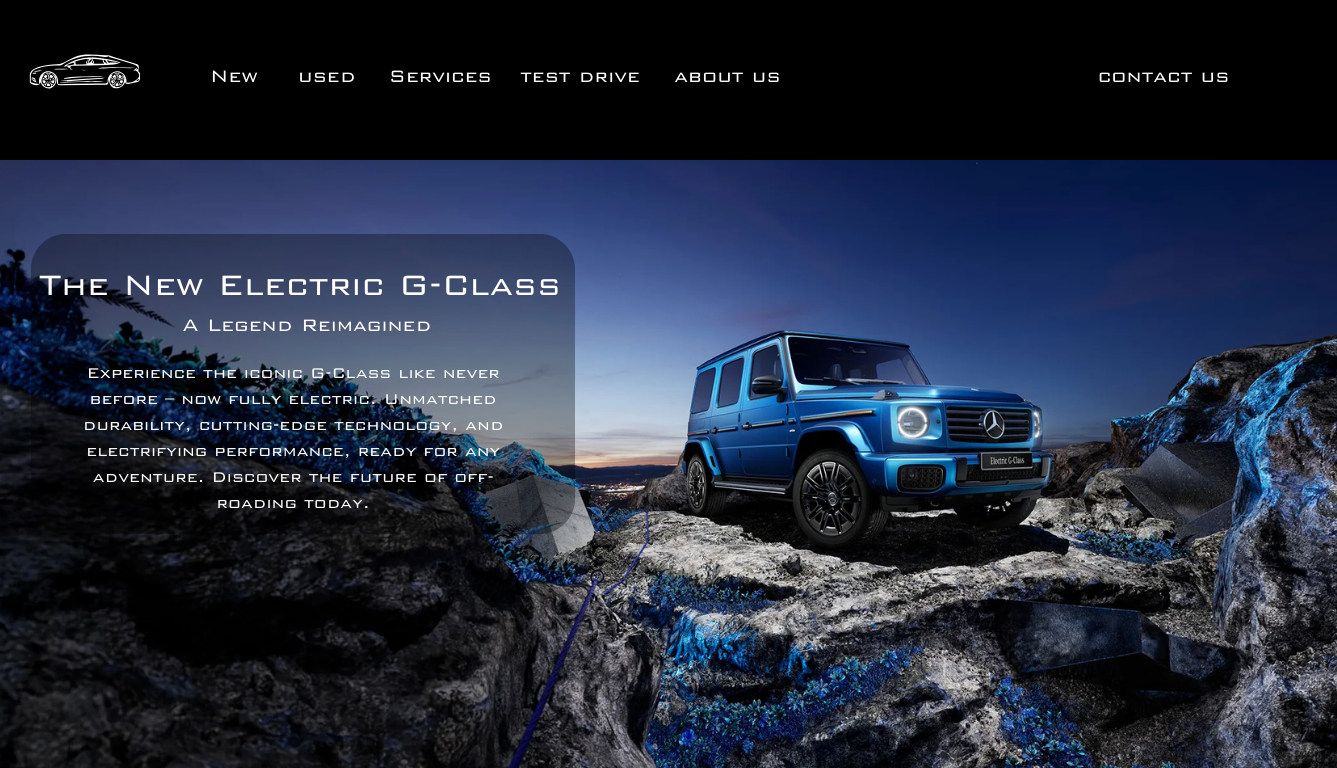 New used Services test drive about us contact us
The New Electric G-Class
A Legend Reimagined
Experience the iconic G-Class like never
before – now fully electric. Unmatched
durability, cutting-edge technology, and
electrifying performance, ready for any
adventure. Discover the future of off-
roading today.
Electric G-Class